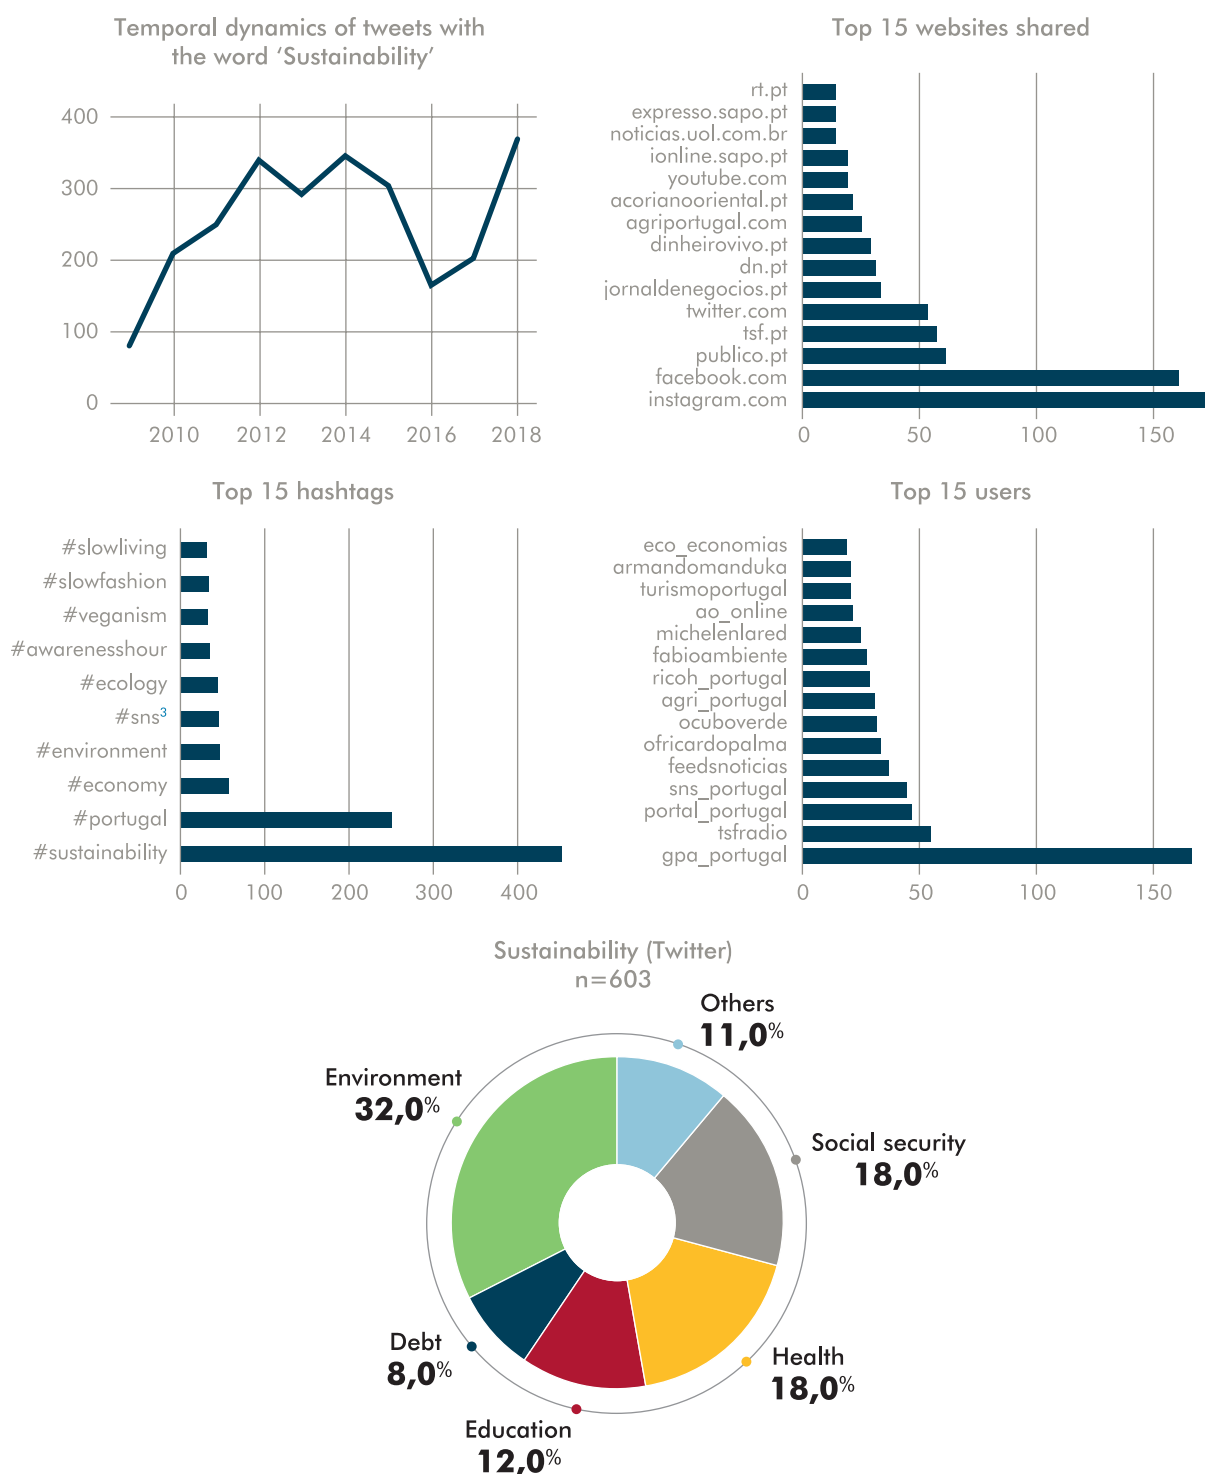 Temporal dynamics of tweets with
the word ‘Sustainability’
400
300
200
100
0
2010 2012 2014 2016 2018
Top 15 websites shared
rt.pt
expresso.sapo.pt
noticias.uol.com.br
ionline.sapo.pt
youtube.com
acorianooriental.pt
agriportugal.com
dinheirovivo.pt
dn.pt
jornaldenegocios.pt
twitter.com
tsf.pt
publico.pt
facebook.com
instagram.com
0 50 100 150
Top 15 hashtags
#slowliving
#slowfashion
#veganism
#awarenesshour
#ecology
#sns³
#environment
#economy
#portugal
#sustainability
0 100 200 300 400
Top 15 users
eco_economias
armandomanduka
turismoportugal
ao_online
michelenlared
fabioambiente
ricoh_portugal
agri_portugal
ocuboverde
ofricardopalma
feedsnoticias
sns_portugal
portal_portugal
tsfradio
gpa_portugal
0 50 100 150
Sustainability (Twitter)
n=603
Others
11,0%
Environment
32,0%
Social security
18,0%
Debt
8,0%
Health
18,0%
Education
12,0%